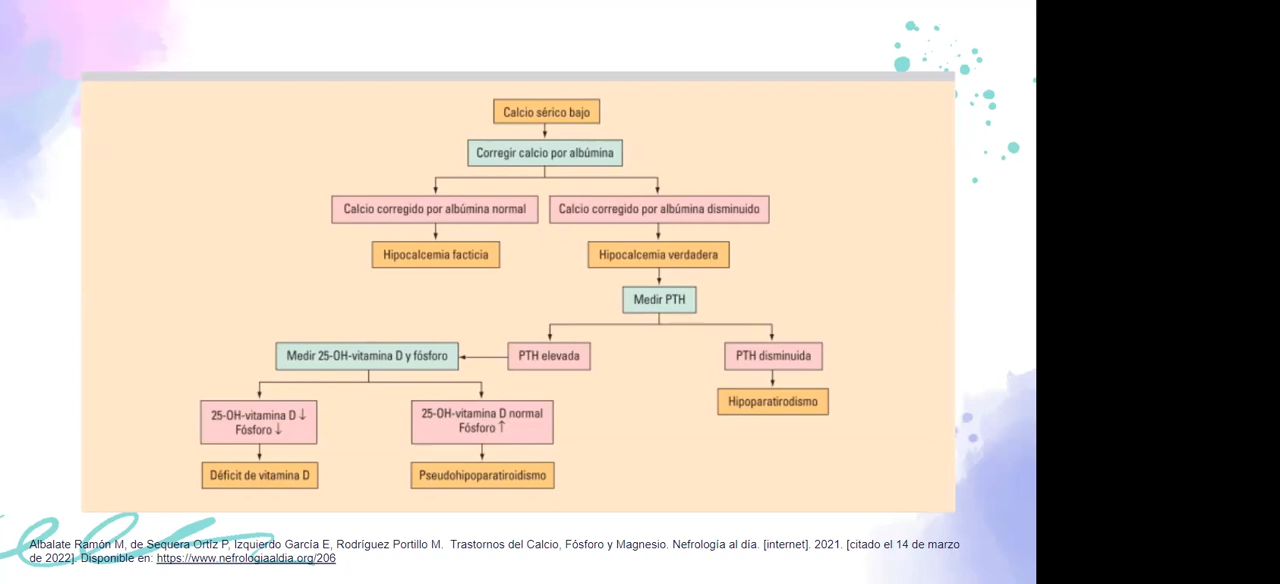 Calcio sérico bajo
Corregir calcio por albúmina
Calcio corregido por albúmina normal
Calcio corregido por albúmina disminuido
Hipocalcemia facticia
Hipocalcemia verdadera
Medir PTH
Medir 25-OH-vitamina D y fósforo
PTH elevada
PTH disminuida
Hipoparatirodismo
25-OH-vitamina D ↓
Fósforo ↓
25-OH-vitamina D normal
Fósforo ↑
Déficit de vitamina D
Pseudohipoparatiroidismo
Albalate Ramón M, de Sequera Ortíz P, Izquierdo García E, Rodríguez Portillo M. Trastornos del Calcio, Fósforo y Magnesio. Nefrología al día. [internet]. 2021. [citado el 14 de marzo
de 2022]. Disponible en: https://www.nefrologiaaldia.org/206